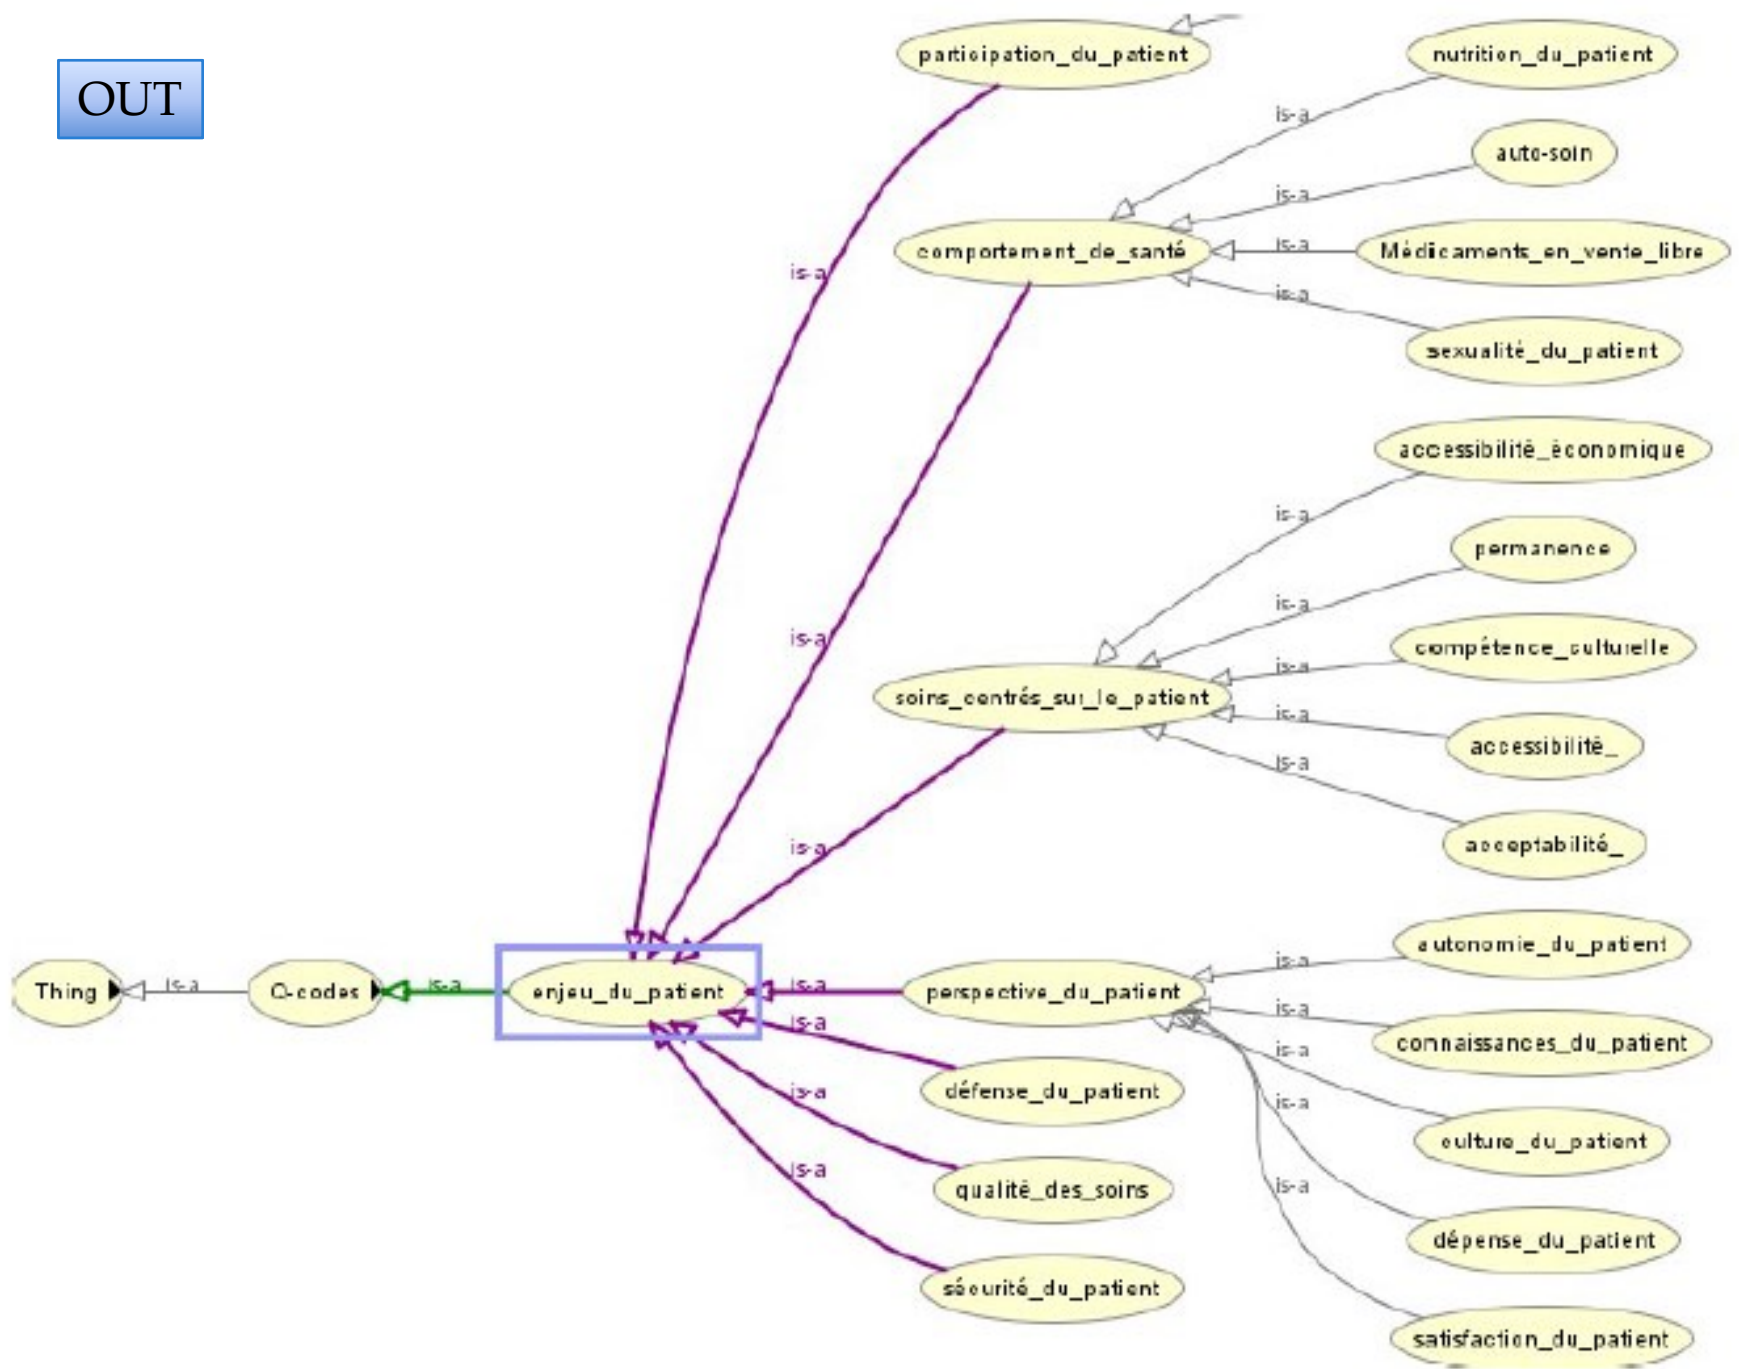 OUT
participation_du_patient
nutrition_du_patient
is-a
auto-soin
is-a
comportement_de_santé
is-a
Médicaments_en_vente_libre
is-a
is-a
sexualité_du_patient
accessibilité_économique
is-a
permanence
is-a
is-a
compétence_culturelle
is-a
soins_centrés_sur_le_patient
is-a
accessibilité_
is-a
acceptabilité_
is-a
autonomie_du_patient
is-a
Thing
is-a
Q-codes
is-a
enjeu_du_patient
is-a
perspective_du_patient
is-a
is-a
connaissances_du_patient
is-a
défense_du_patient
is-a
is-a
culture_du_patient
is-a
qualité_des_soins
is-a
dépense_du_patient
sécurité_du_patient
satisfaction_du_patient